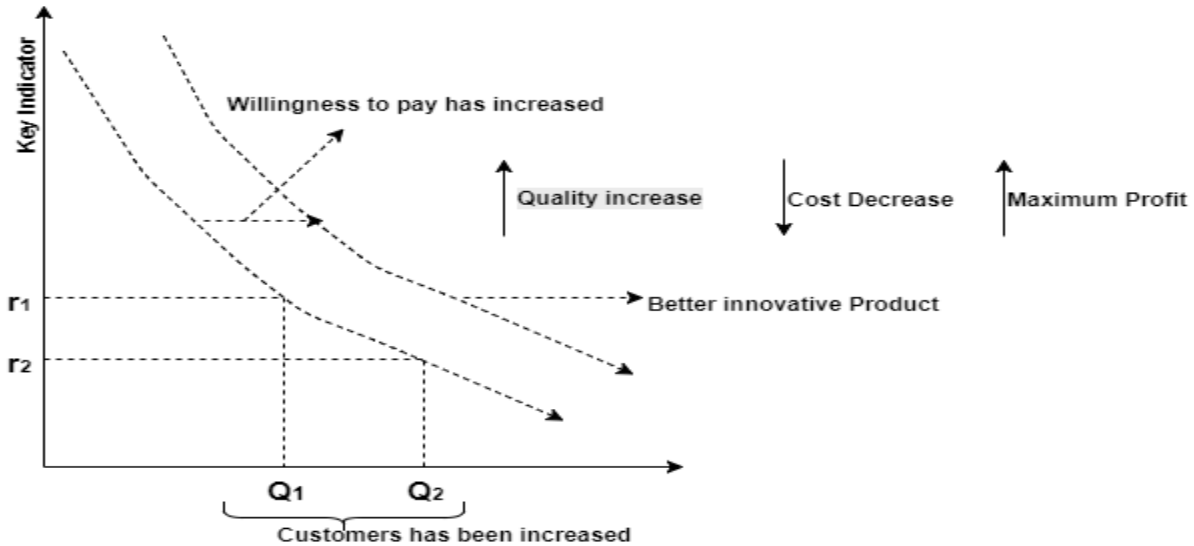 Key Indicator
Willingness to pay has increased
Quality increase
Cost Decrease
Maximum Profit
r1
Better innovative Product
r2
Q1
Q2
Customers has been increased